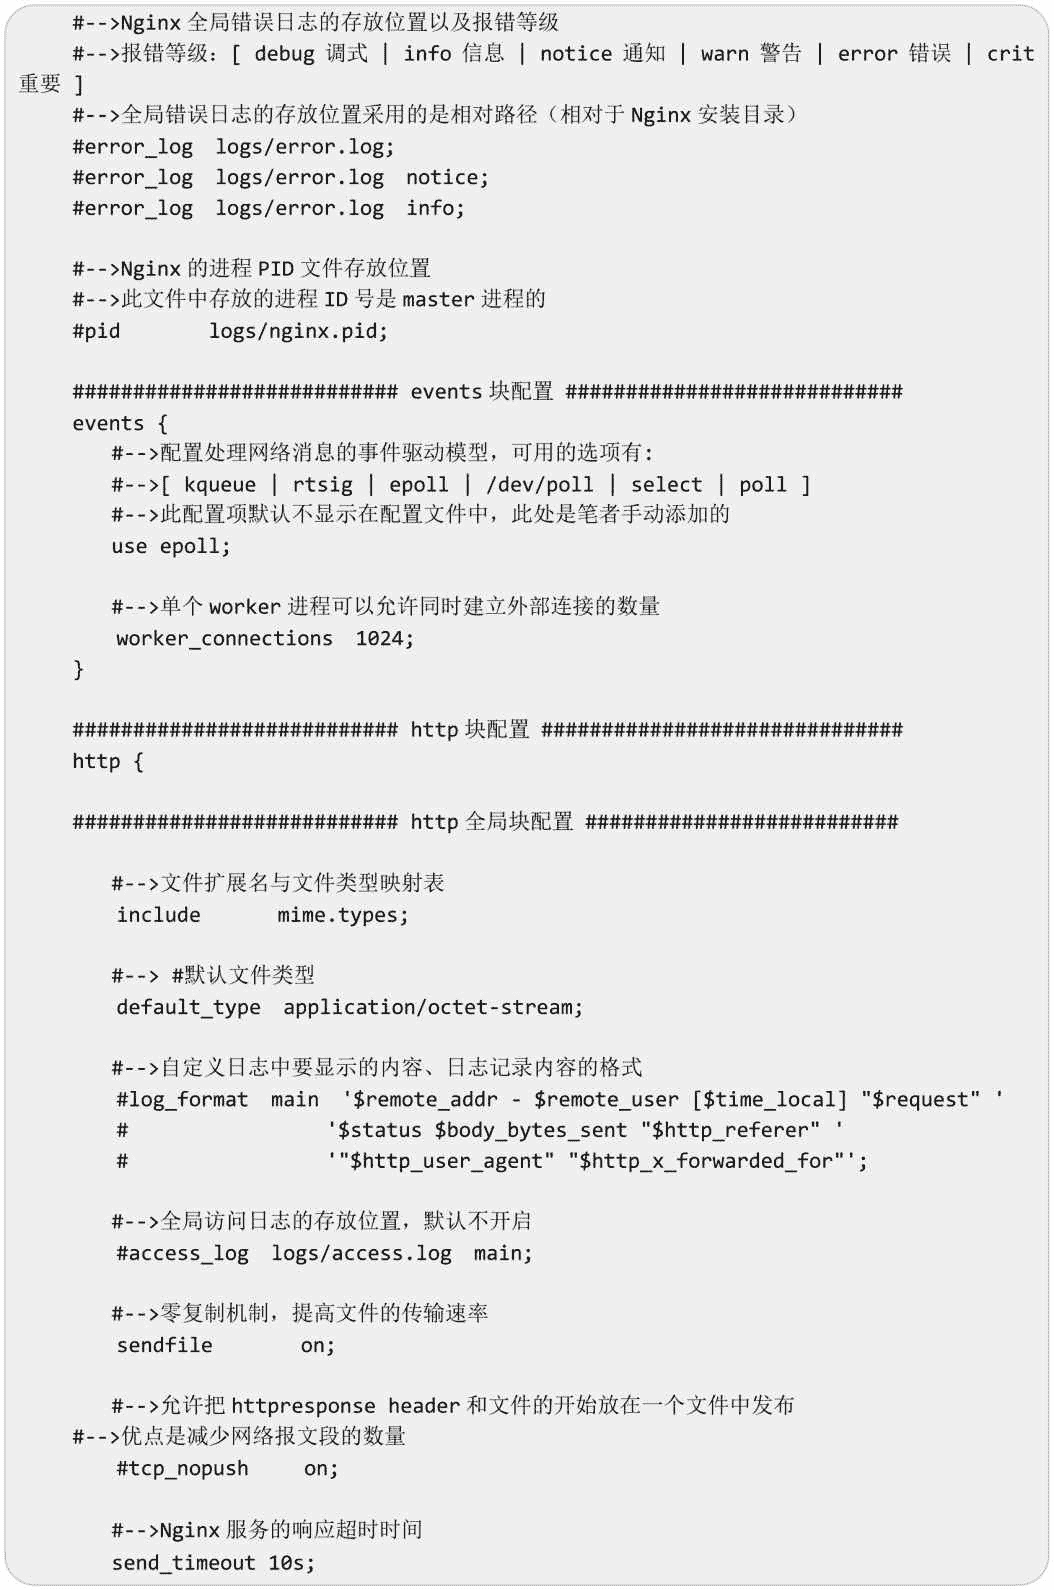 #-->Nginx 全局错误日志的存放位置以及报错等级
#-->报错等级：[ debug 调式 | info 信息 | notice 通知 | warn 警告 | error 错误 | crit
重要 ]
#-->全局错误日志的存放位置采用的是相对路径（相对于 Nginx 安装目录）
#error_log  logs/error.log;
#error_log  logs/error.log  notice;
#error_log  logs/error.log  info;
#-->Nginx 的进程 PID 文件存放位置
#-->此文件中存放的进程 ID 号是 master 进程的
#pid        logs/nginx.pid;
########################### events 块配置 ############################
events {
#-->配置处理网络消息的事件驱动模型，可用的选项有：
#-->[ kqueue | rtsig | epoll | /dev/poll | select | poll ]
#-->此配置项默认不显示在配置文件中，此处是笔者手动添加的
use epoll;
#-->单个 worker 进程可以允许同时建立外部连接的数量
worker_connections  1024;
}
########################### http 块配置 ##############################
http {
########################### http 全局块配置 ##########################
#-->文件扩展名与文件类型映射表
include       mime.types;
#--> #默认文件类型
default_type  application/octet-stream;
#-->自定义日志中要显示的内容、日志记录内容的格式
#log_format  main  '$remote_addr - $remote_user [$time_local] "$request" '
#                  '$status $body_bytes_sent "$http_referer" '
#                  '"$http_user_agent" "$http_x_forwarded_for"';
#-->全局访问日志的存放位置，默认不开启
#access_log  logs/access.log  main;
#-->零复制机制，提高文件的传输速率
sendfile        on;
#-->允许把 httpresponse header 和文件的开始放在一个文件中发布
#-->优点是减少网络报文段的数量
#tcp_nopush     on;
#-->Nginx 服务的响应超时时间
send_timeout 10s;